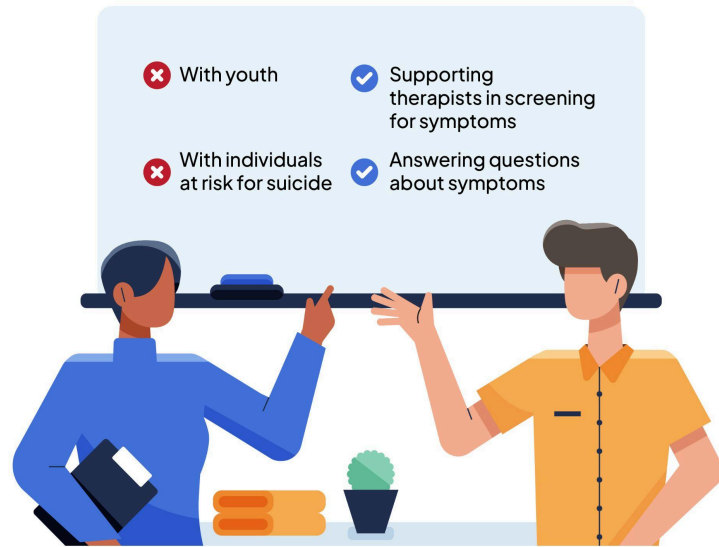 With youth
With individuals
at risk for suicide
Supporting
therapists in screening
for symptoms
Answering questions
about symptoms